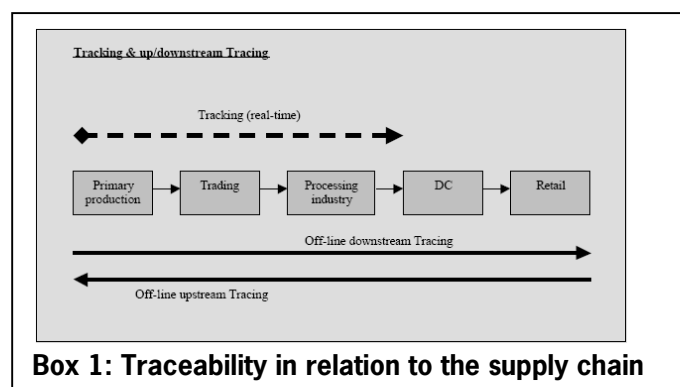 Tracking & up/downstream Tracing
Tracking (real-time)
Primary production
Trading
Processing industry
DC
Retail
Off-line downstream Tracing
Off-line upstream Tracing
Box 1: Traceability in relation to the supply chain